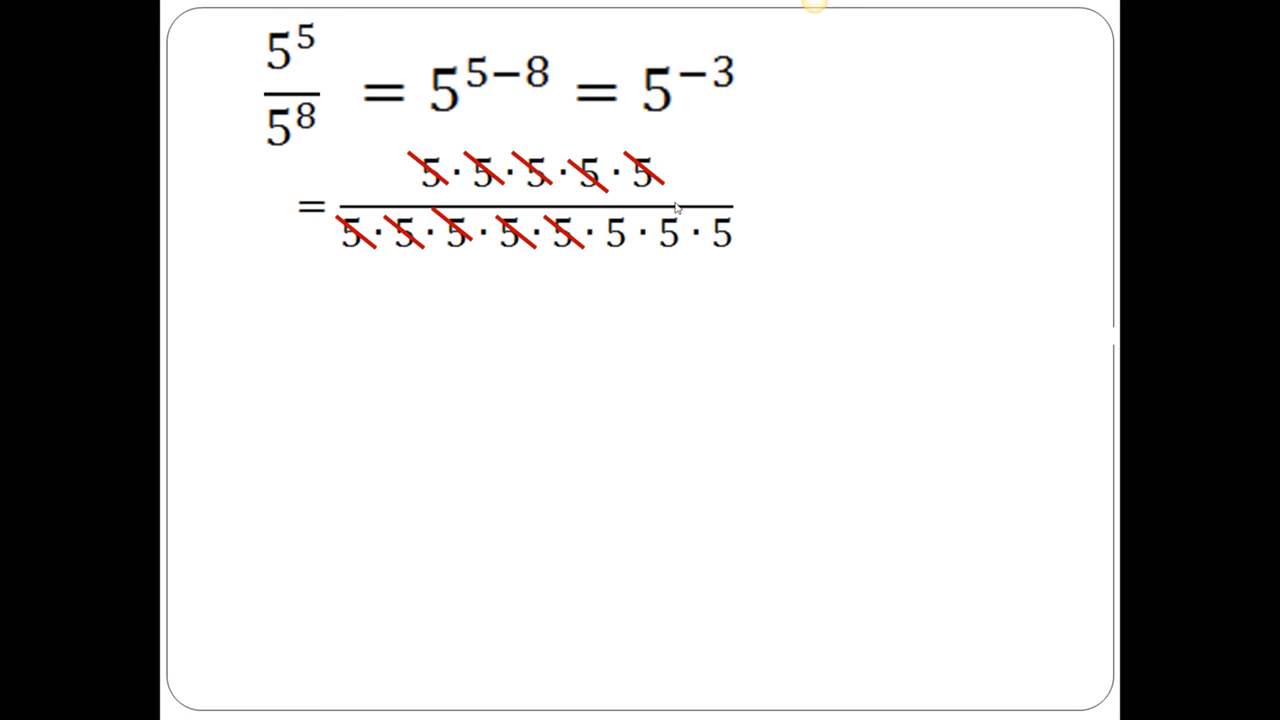 5^5/5^8 = 5^{5−8} = 5^{−3}
= 5 · 5 · 5 · 5 · 5 / 5 · 5 · 5 · 5 · 5 · 5 · 5 · 5